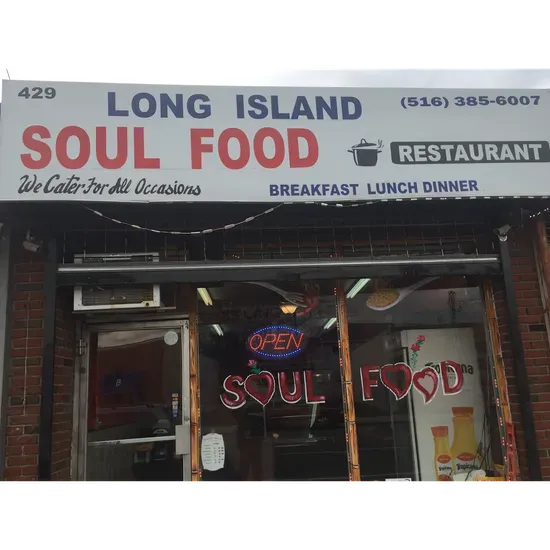 429
LONG ISLAND
(516) 385-6007
SOUL FOOD
RESTAURANT
We Cater For All Occasions
BREAKFAST LUNCH DINNER
OPEN
SOUL FOOD
Tropicana